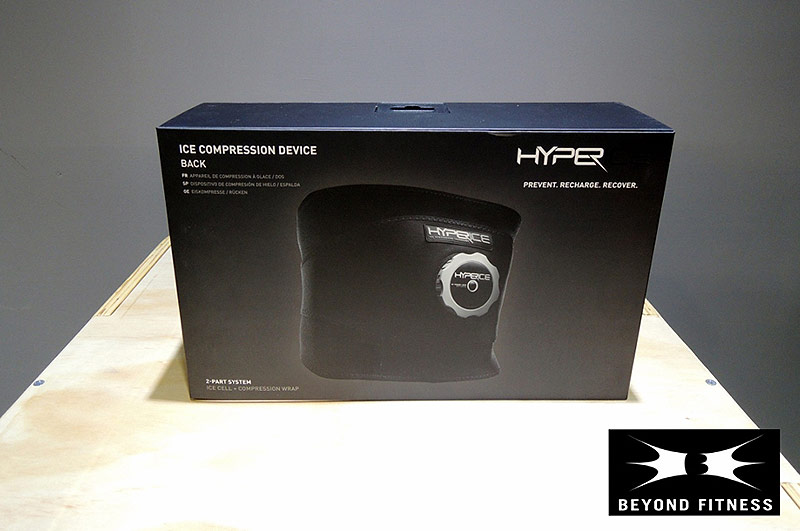 ICE COMPRESSION DEVICE
BACK
FR APPAREIL DE COMPRESSION À GLACE / DOS
SP DISPOSITIVO DE COMPRESIÓN DE HIELO / ESPALDA
GE EISKOMPRESSE / RÜCKEN
HYPER
PREVENT. RECHARGE. RECOVER.
HYPERICE
HYPERICE
2-PART SYSTEM
ICE CELL + COMPRESSION WRAP
BEYOND FITNESS